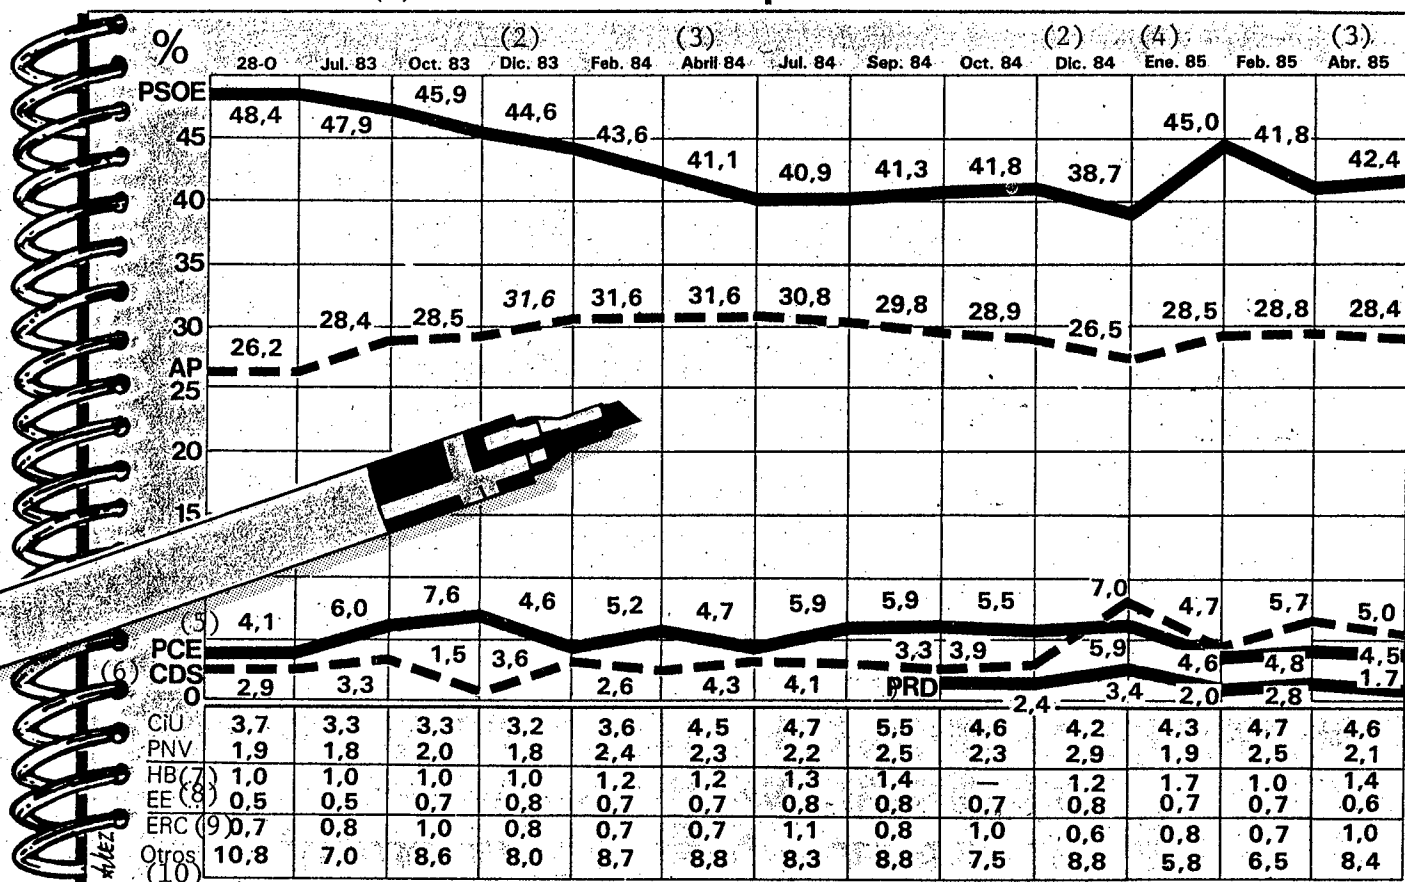 % (2) (3) (2) (4) (3)
28-O Jul. 83 Oct. 83 Dic. 83 Feb. 84 Abril 84 Jul. 84 Sep. 84 Oct. 84 Dic. 84 Ene. 85 Feb. 85 Abr. 85
PSOE 48,4 47,9 45,9 44,6 43,6 41,1 40,9 41,3 41,8 38,7 45,0 41,8 42,4
45
40
35
30
28,4 28,5 31,6 31,6 31,6 30,8 29,8 28,9 26,5 28,5 28,8 28,4
26,2
AP
25
20
15
(5) 4,1 6,0 7,6 4,6 5,2 4,7 5,9 5,9 5,5 7,0 4,7 5,7 5,0
PCE 1,5 3,6 3,3 3,9 5,9 4,6 4,8 4,5
(6) CDS 2,9 3,3 2,6 4,3 4,1 PRD 2,4 3,4 2,0 2,8 1,7
0
CiU 3,7 3,3 3,3 3,2 3,6 4,5 4,7 5,5 4,6 4,2 4,3 4,7 4,6
PNV 1,9 1,8 2,0 1,8 2,4 2,3 2,2 2,5 2,3 2,9 1,9 2,5 2,1
HB (7) 1,0 1,0 1,0 1,0 1,2 1,2 1,3 1,4 — 1.2 1.7 1.0 1,4
EE (8) 0,5 0,5 0,7 0,8 0,7 0,7 0,8 0,8 0,7 0,8 0,7 0,7 0,6
ERC (9) 0,7 0,8 1,0 0,8 0,7 0,7 1,1 0,8 1,0 0,6 0,8 0,7 1,0
Otros 10,8 7,0 8,6 8,0 8,7 8,8 8,3 8,8 7,5 8,8 5,8 6,5 8,4
(10)